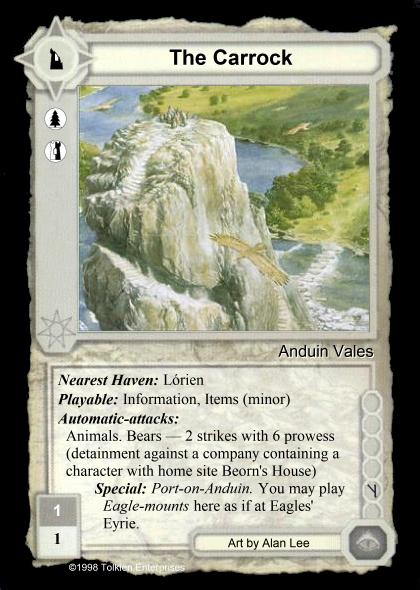 The Carrock
Anduin Vales
Nearest Haven: Lórien
Playable: Information, Items (minor)
Automatic-attacks:
Animals. Bears — 2 strikes with 6 prowess
(detainment against a company containing a
character with home site Beorn's House)
Special: Port-on-Anduin. You may play
Eagle-mounts here as if at Eagles'
Eyrie.
1
1
Art by Alan Lee
©1998 Tolkien Enterprises